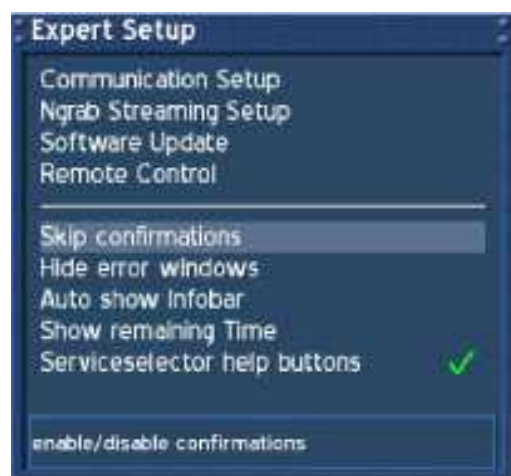 Expert Setup
Communication Setup
Ngrab Streaming Setup
Software Update
Remote Control
Skip confirmations
Hide error windows
Auto show Infobar
Show remaining Time
Serviceselector help buttons
enable/disable confirmations